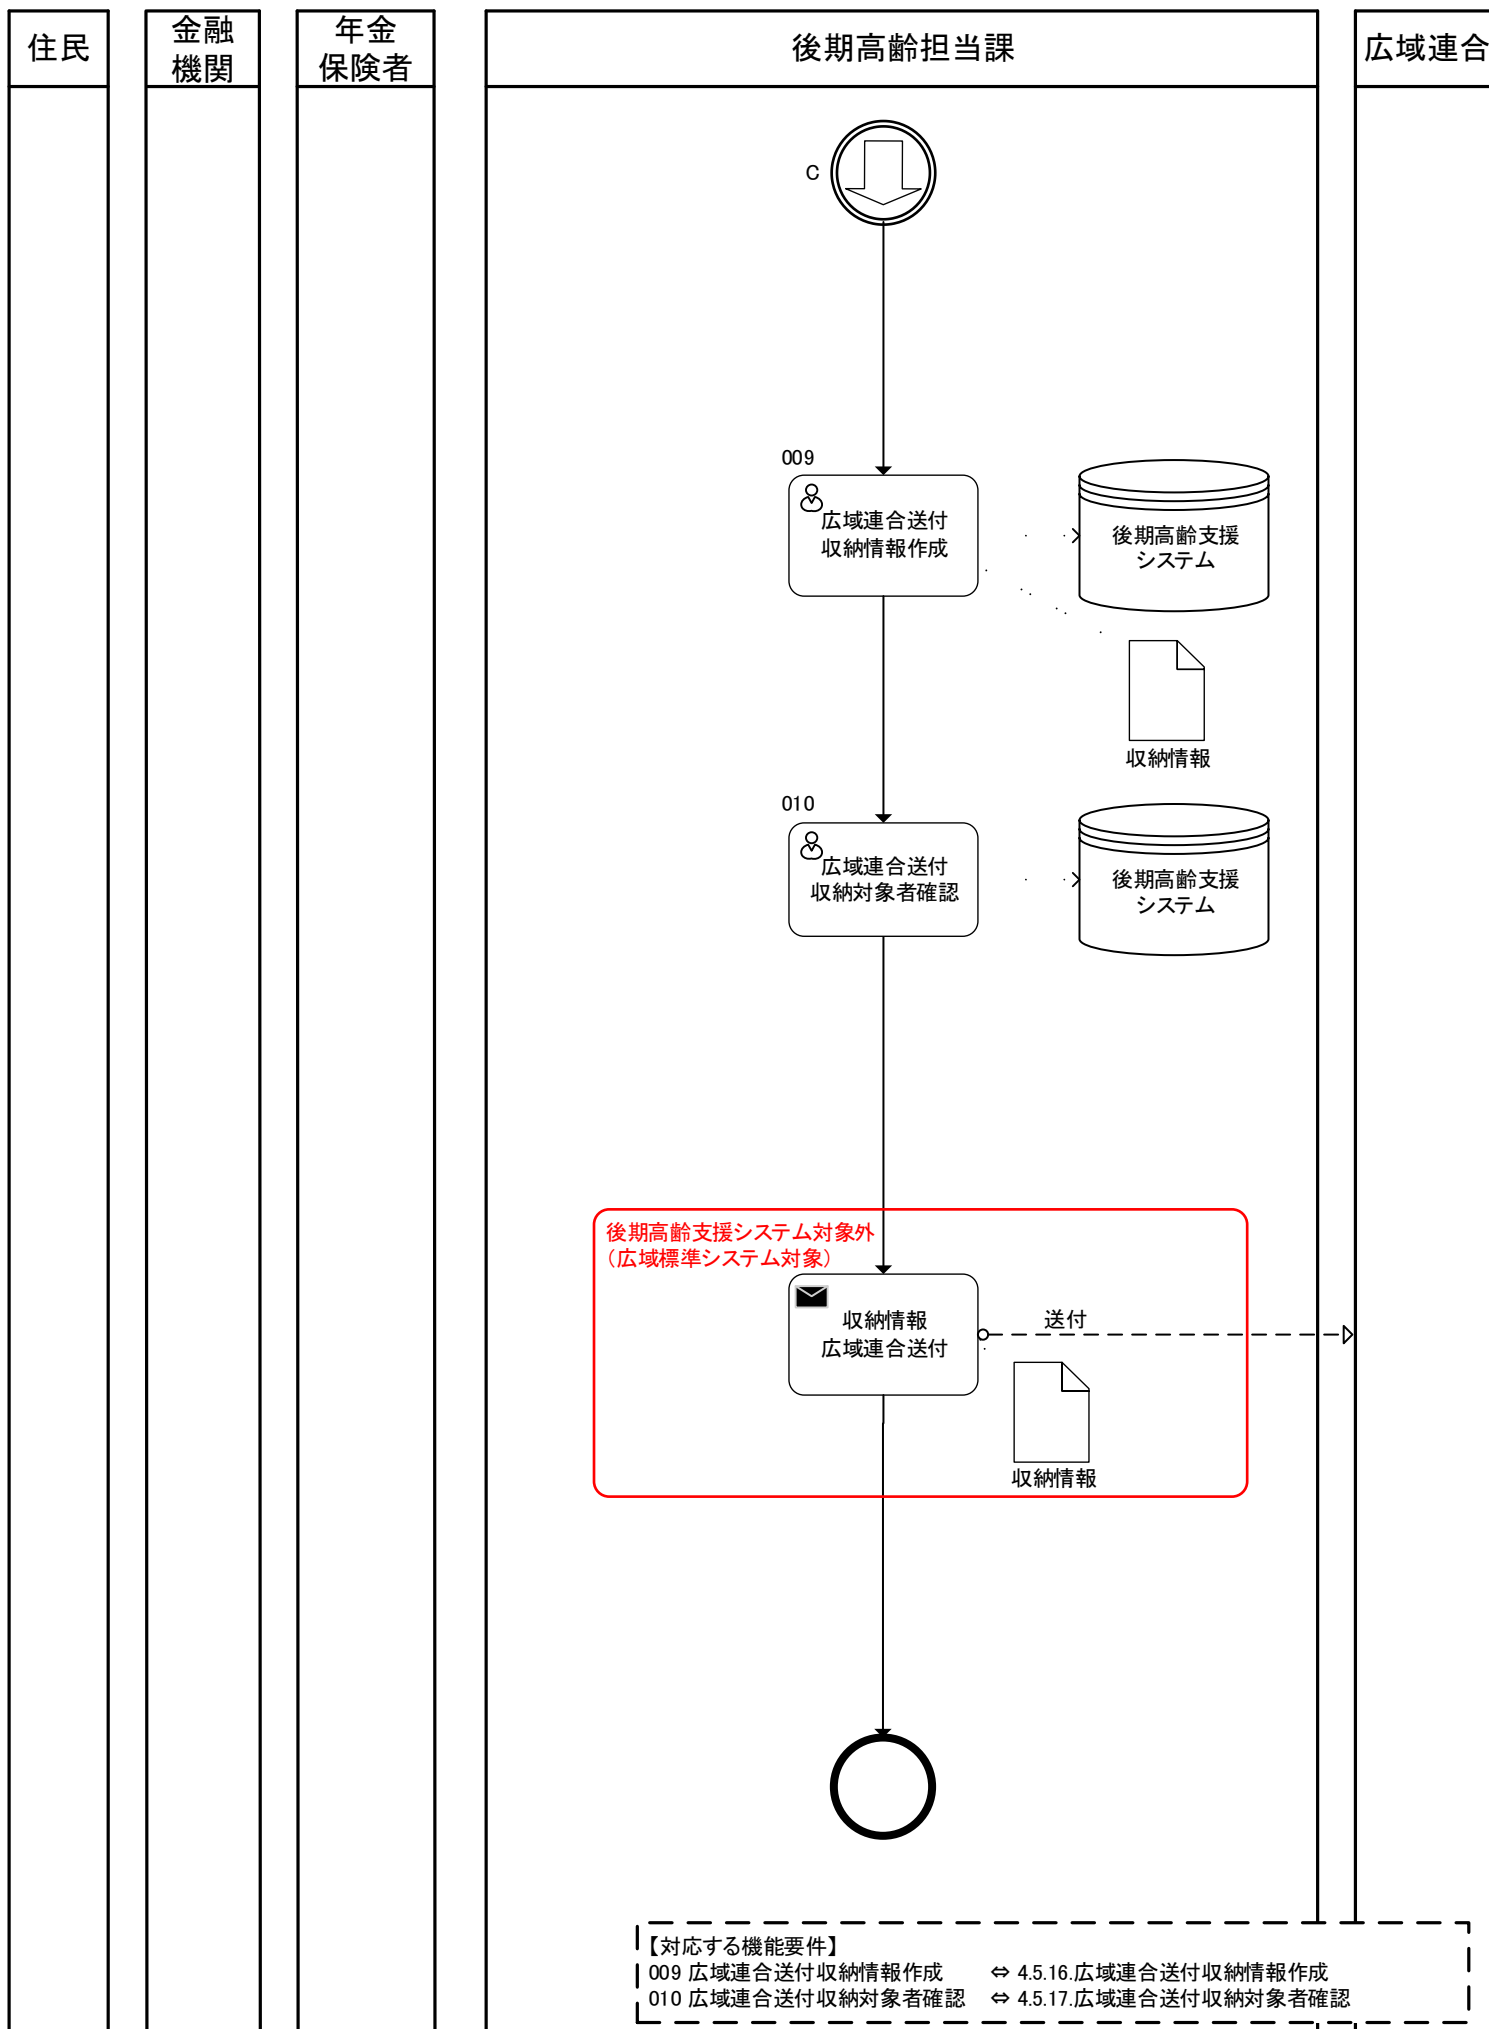 住民
金融
機関
年金
保険者
後期高齢担当課
広域連合
C
009
広域連合送付
収納情報作成
後期高齢支援
システム
収納情報
010
広域連合送付
収納対象者確認
後期高齢支援
システム
後期高齢支援システム対象外
（広域標準システム対象）
収納情報
広域連合送付
送付
収納情報
【対応する機能要件】
009 広域連合送付収納情報作成 ⇔ 4.5.16.広域連合送付収納情報作成
010 広域連合送付収納対象者確認 ⇔ 4.5.17.広域連合送付収納対象者確認